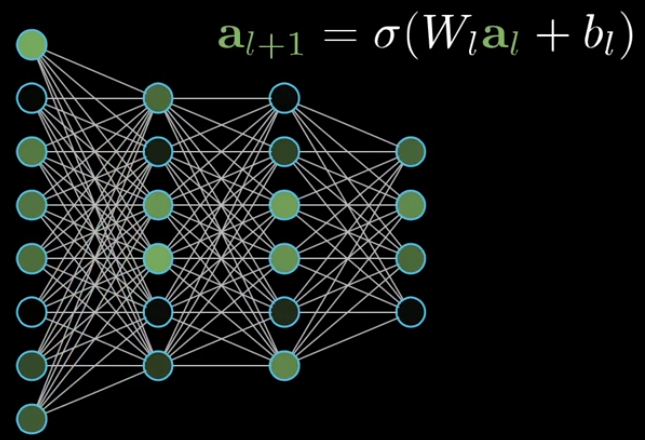 a_{l+1} = σ(W_l a_l + b_l)